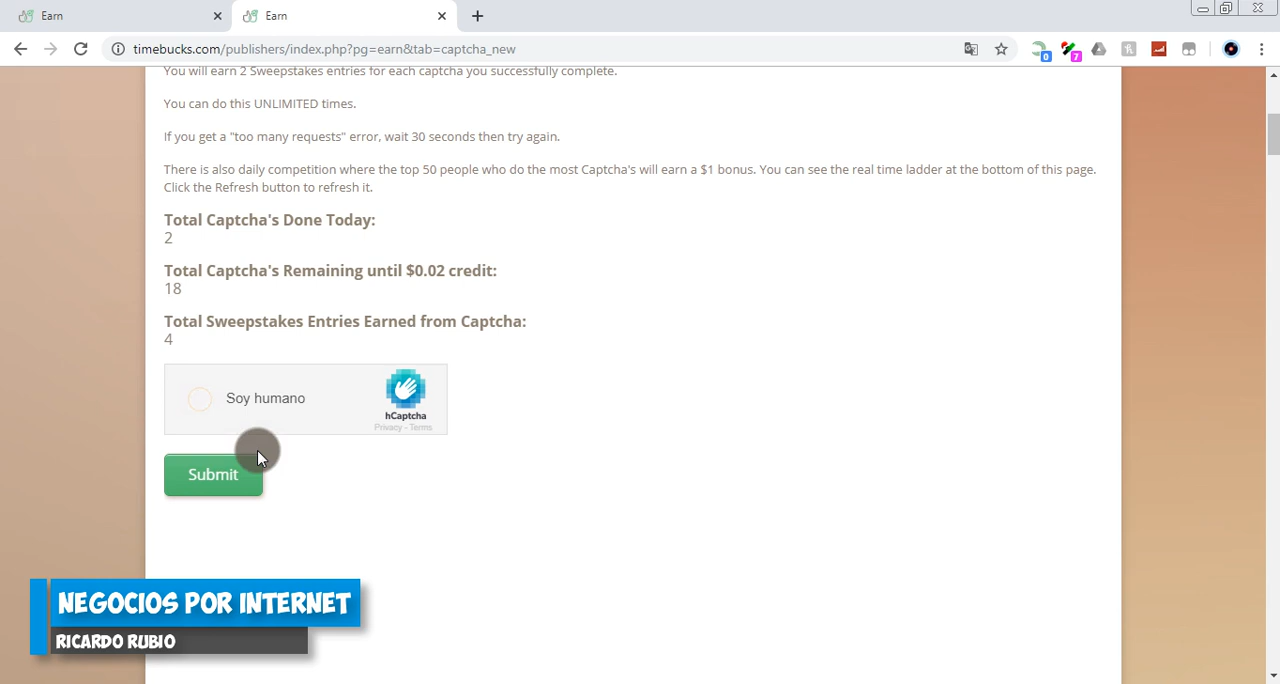 Earn
Earn
timebucks.com/publishers/index.php?pg=earn&tab=captcha_new
0
7
You will earn 2 Sweepstakes entries for each captcha you successfully complete.
You can do this UNLIMITED times.
If you get a "too many requests" error, wait 30 seconds then try again.
There is also daily competition where the top 50 people who do the most Captcha's will earn a $1 bonus. You can see the real time ladder at the bottom of this page.
Click the Refresh button to refresh it.
Total Captcha's Done Today:
2
Total Captcha's Remaining until $0.02 credit:
18
Total Sweepstakes Entries Earned from Captcha:
4
Soy humano
hCaptcha
Privacy - Terms
Submit
NEGOCIOS POR INTERNET
RICARDO RUBIO